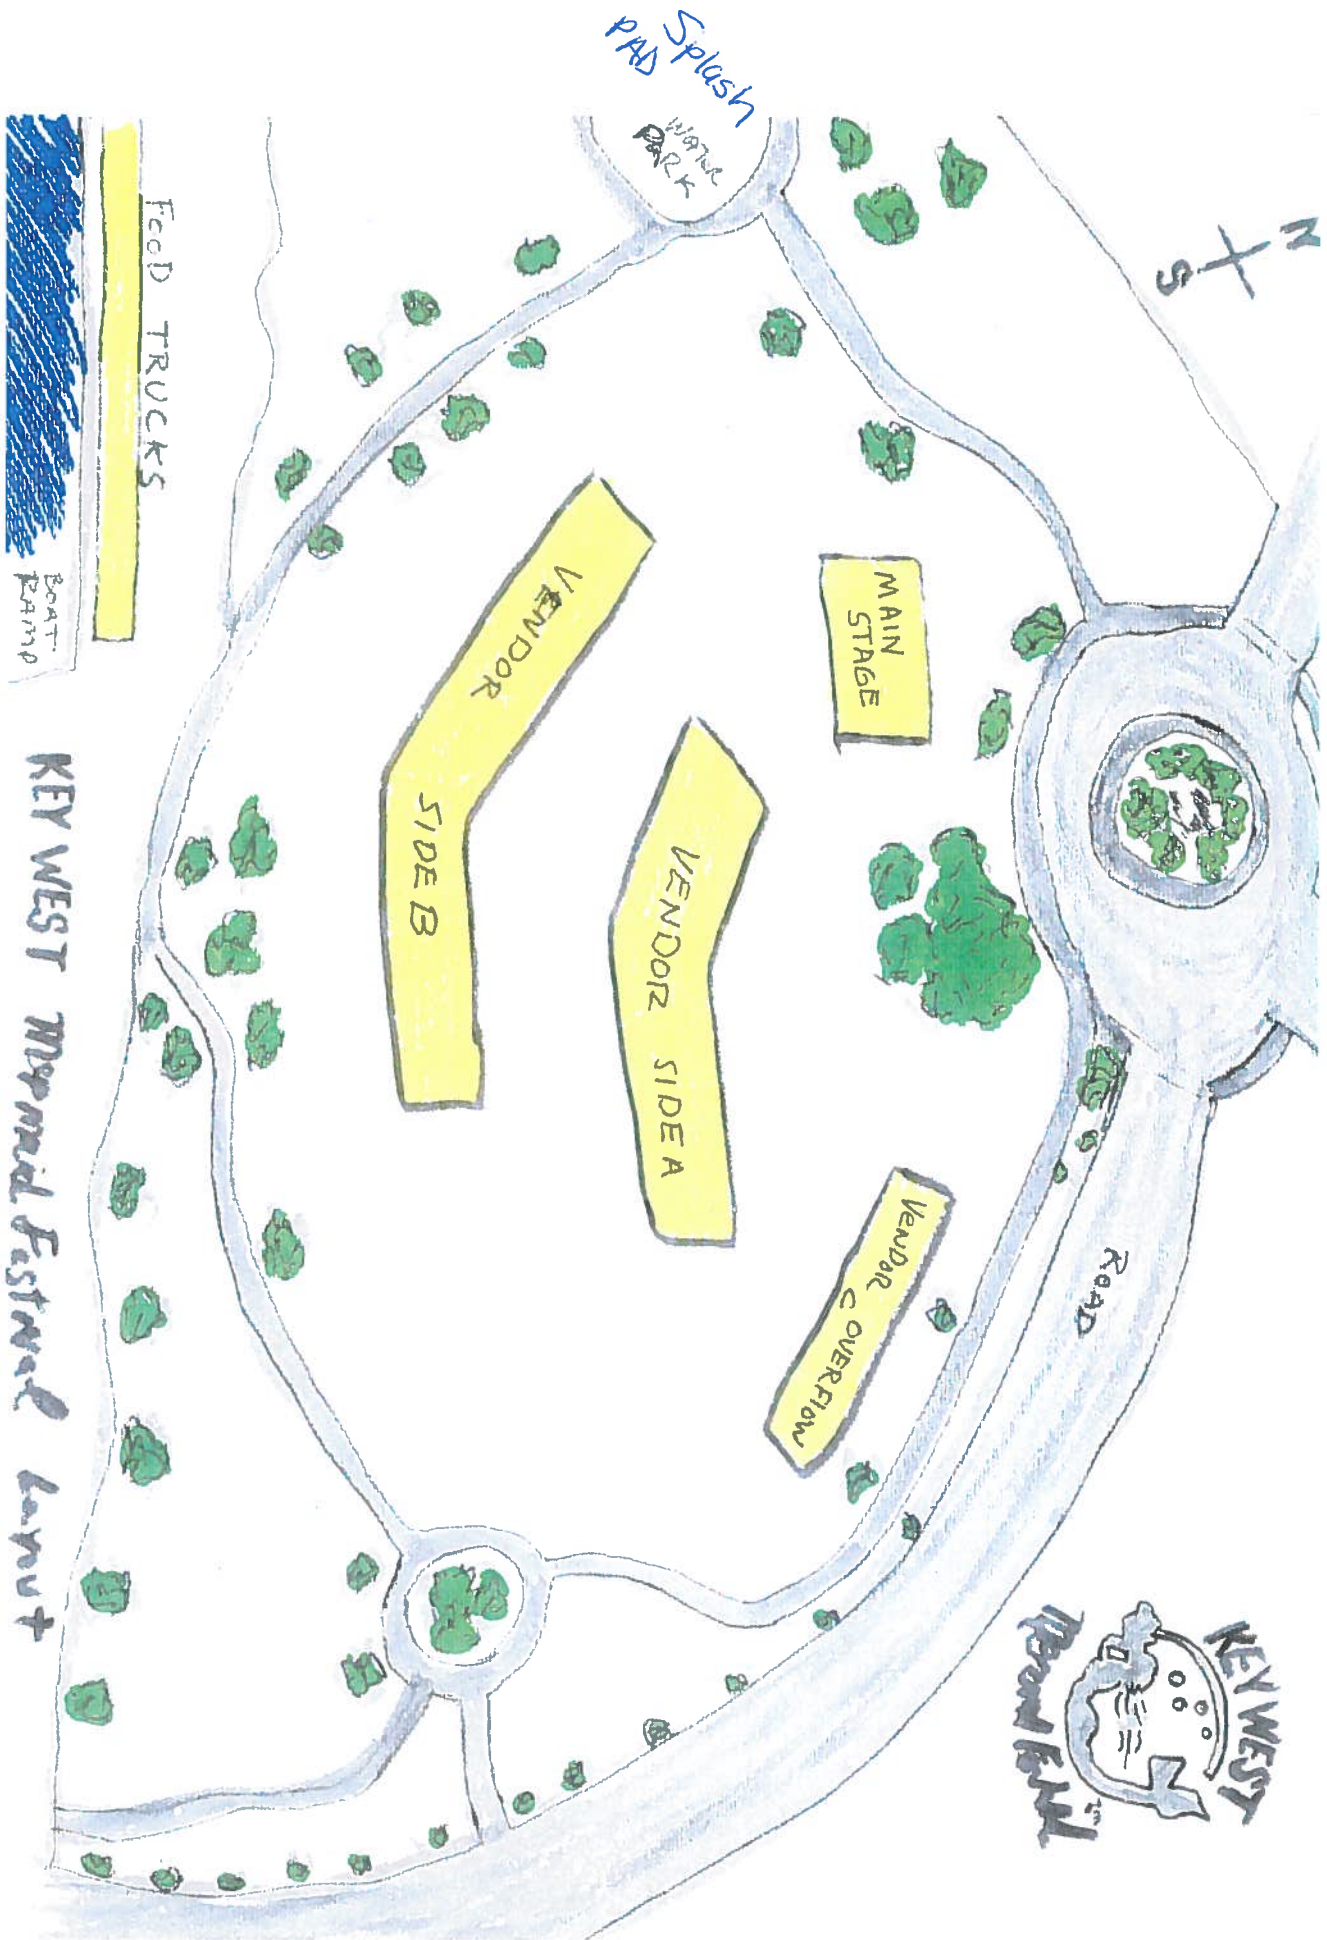 Splash
PAD
WATER
PARK
N
S
FOOD TRUCKS
BOAT
RAMP
MAIN
STAGE
VENDOR
SIDE B
VENDOR SIDE A
VENDOR
OVERFLOW
ROAD
KEY WEST
TM
KEY WEST Mermaid Festival